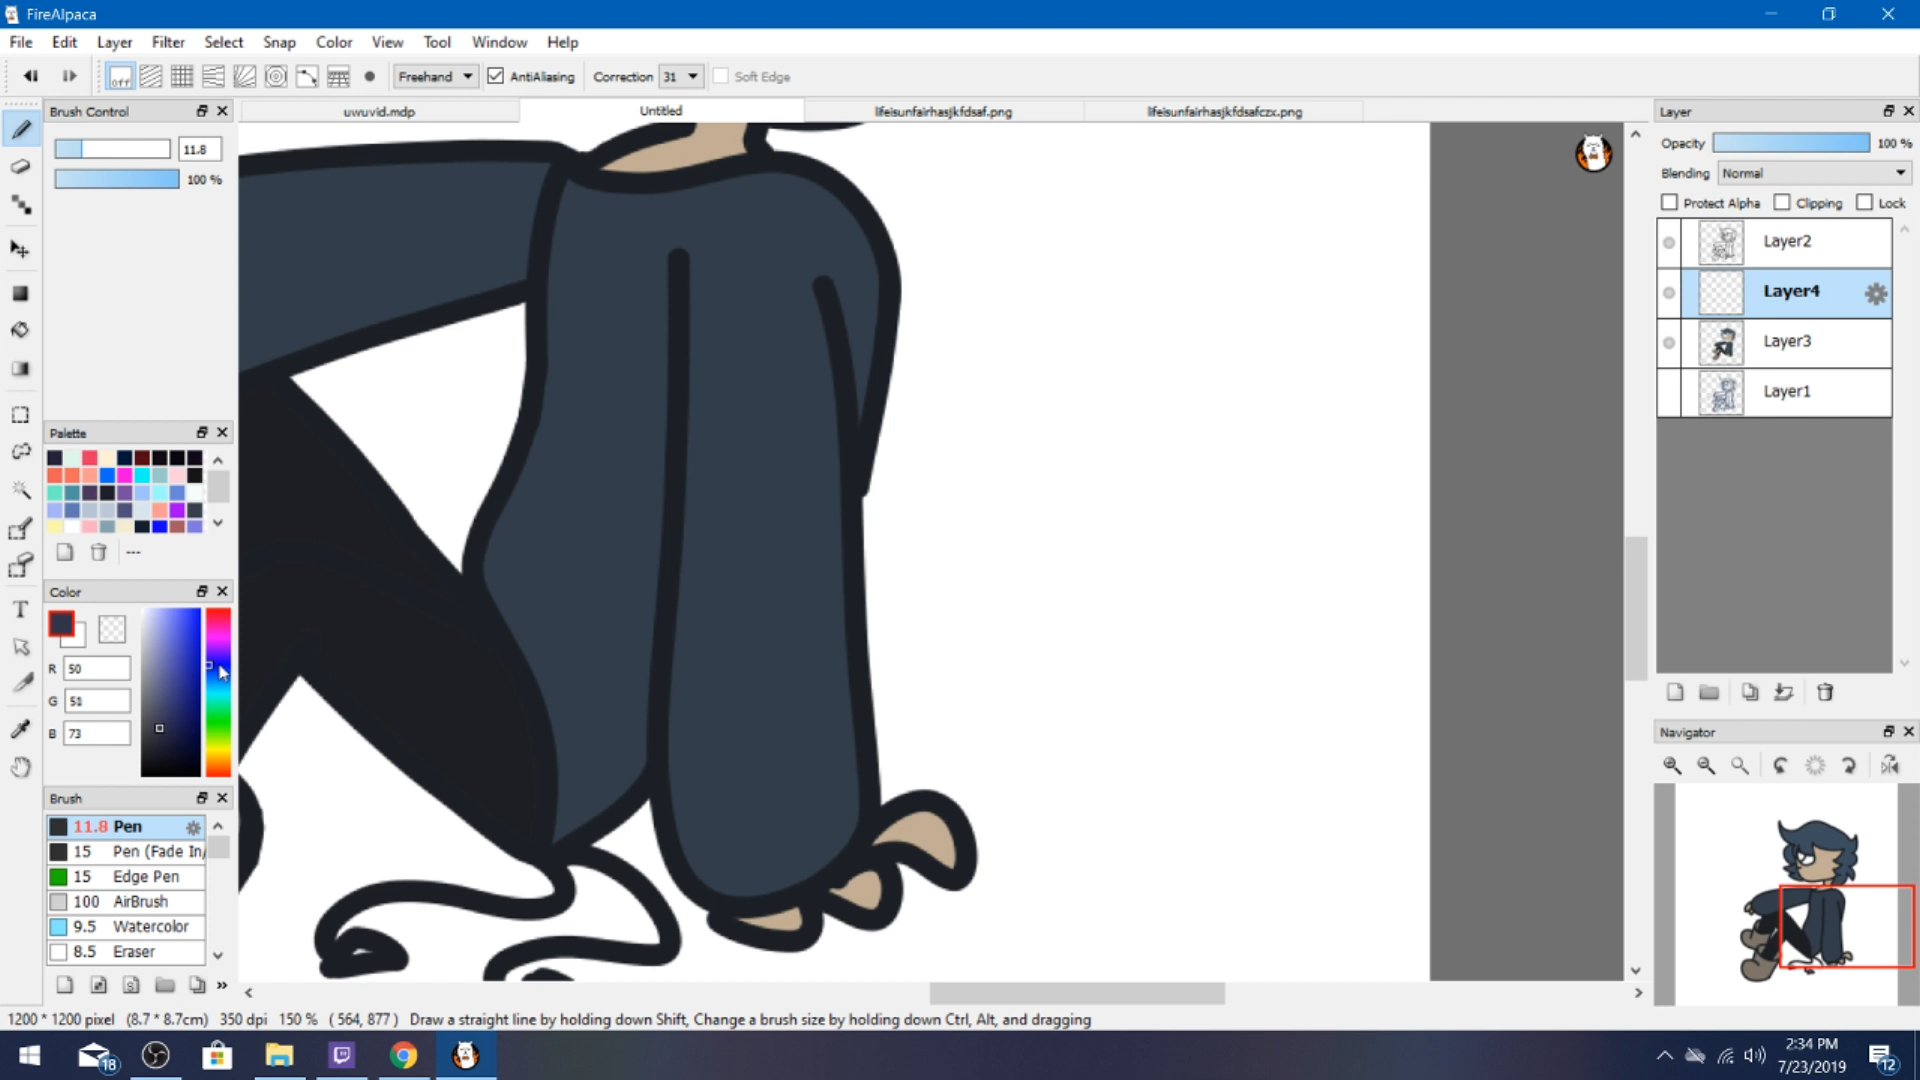 FireAlpaca
File Edit Layer Filter Select Snap Color View Tool Window Help
off Freehand AntiAliasing Correction 31 Soft Edge
Brush Control
uwuvid.mdp Untitled lifeisunfairhasjkfdsaf.png lifeisunfairhasjkfdsafczx.png
Layer
11.8
100 %
Opacity 100 %
Blending Normal
Protect Alpha Clipping Lock
Layer2
Layer4
Layer3
Layer1
Palette
---
Color
R 50
G 51
B 73
T
Navigator
Brush
11.8 Pen
15 Pen (Fade In/
15 Edge Pen
100 AirBrush
9.5 Watercolor
8.5 Eraser
1200 * 1200 pixel (8.7 * 8.7cm) 350 dpi 150 % ( 564, 877 ) Draw a straight line by holding down Shift, Change a brush size by holding down Ctrl, Alt, and dragging
18
2:34 PM
7/23/2019
12